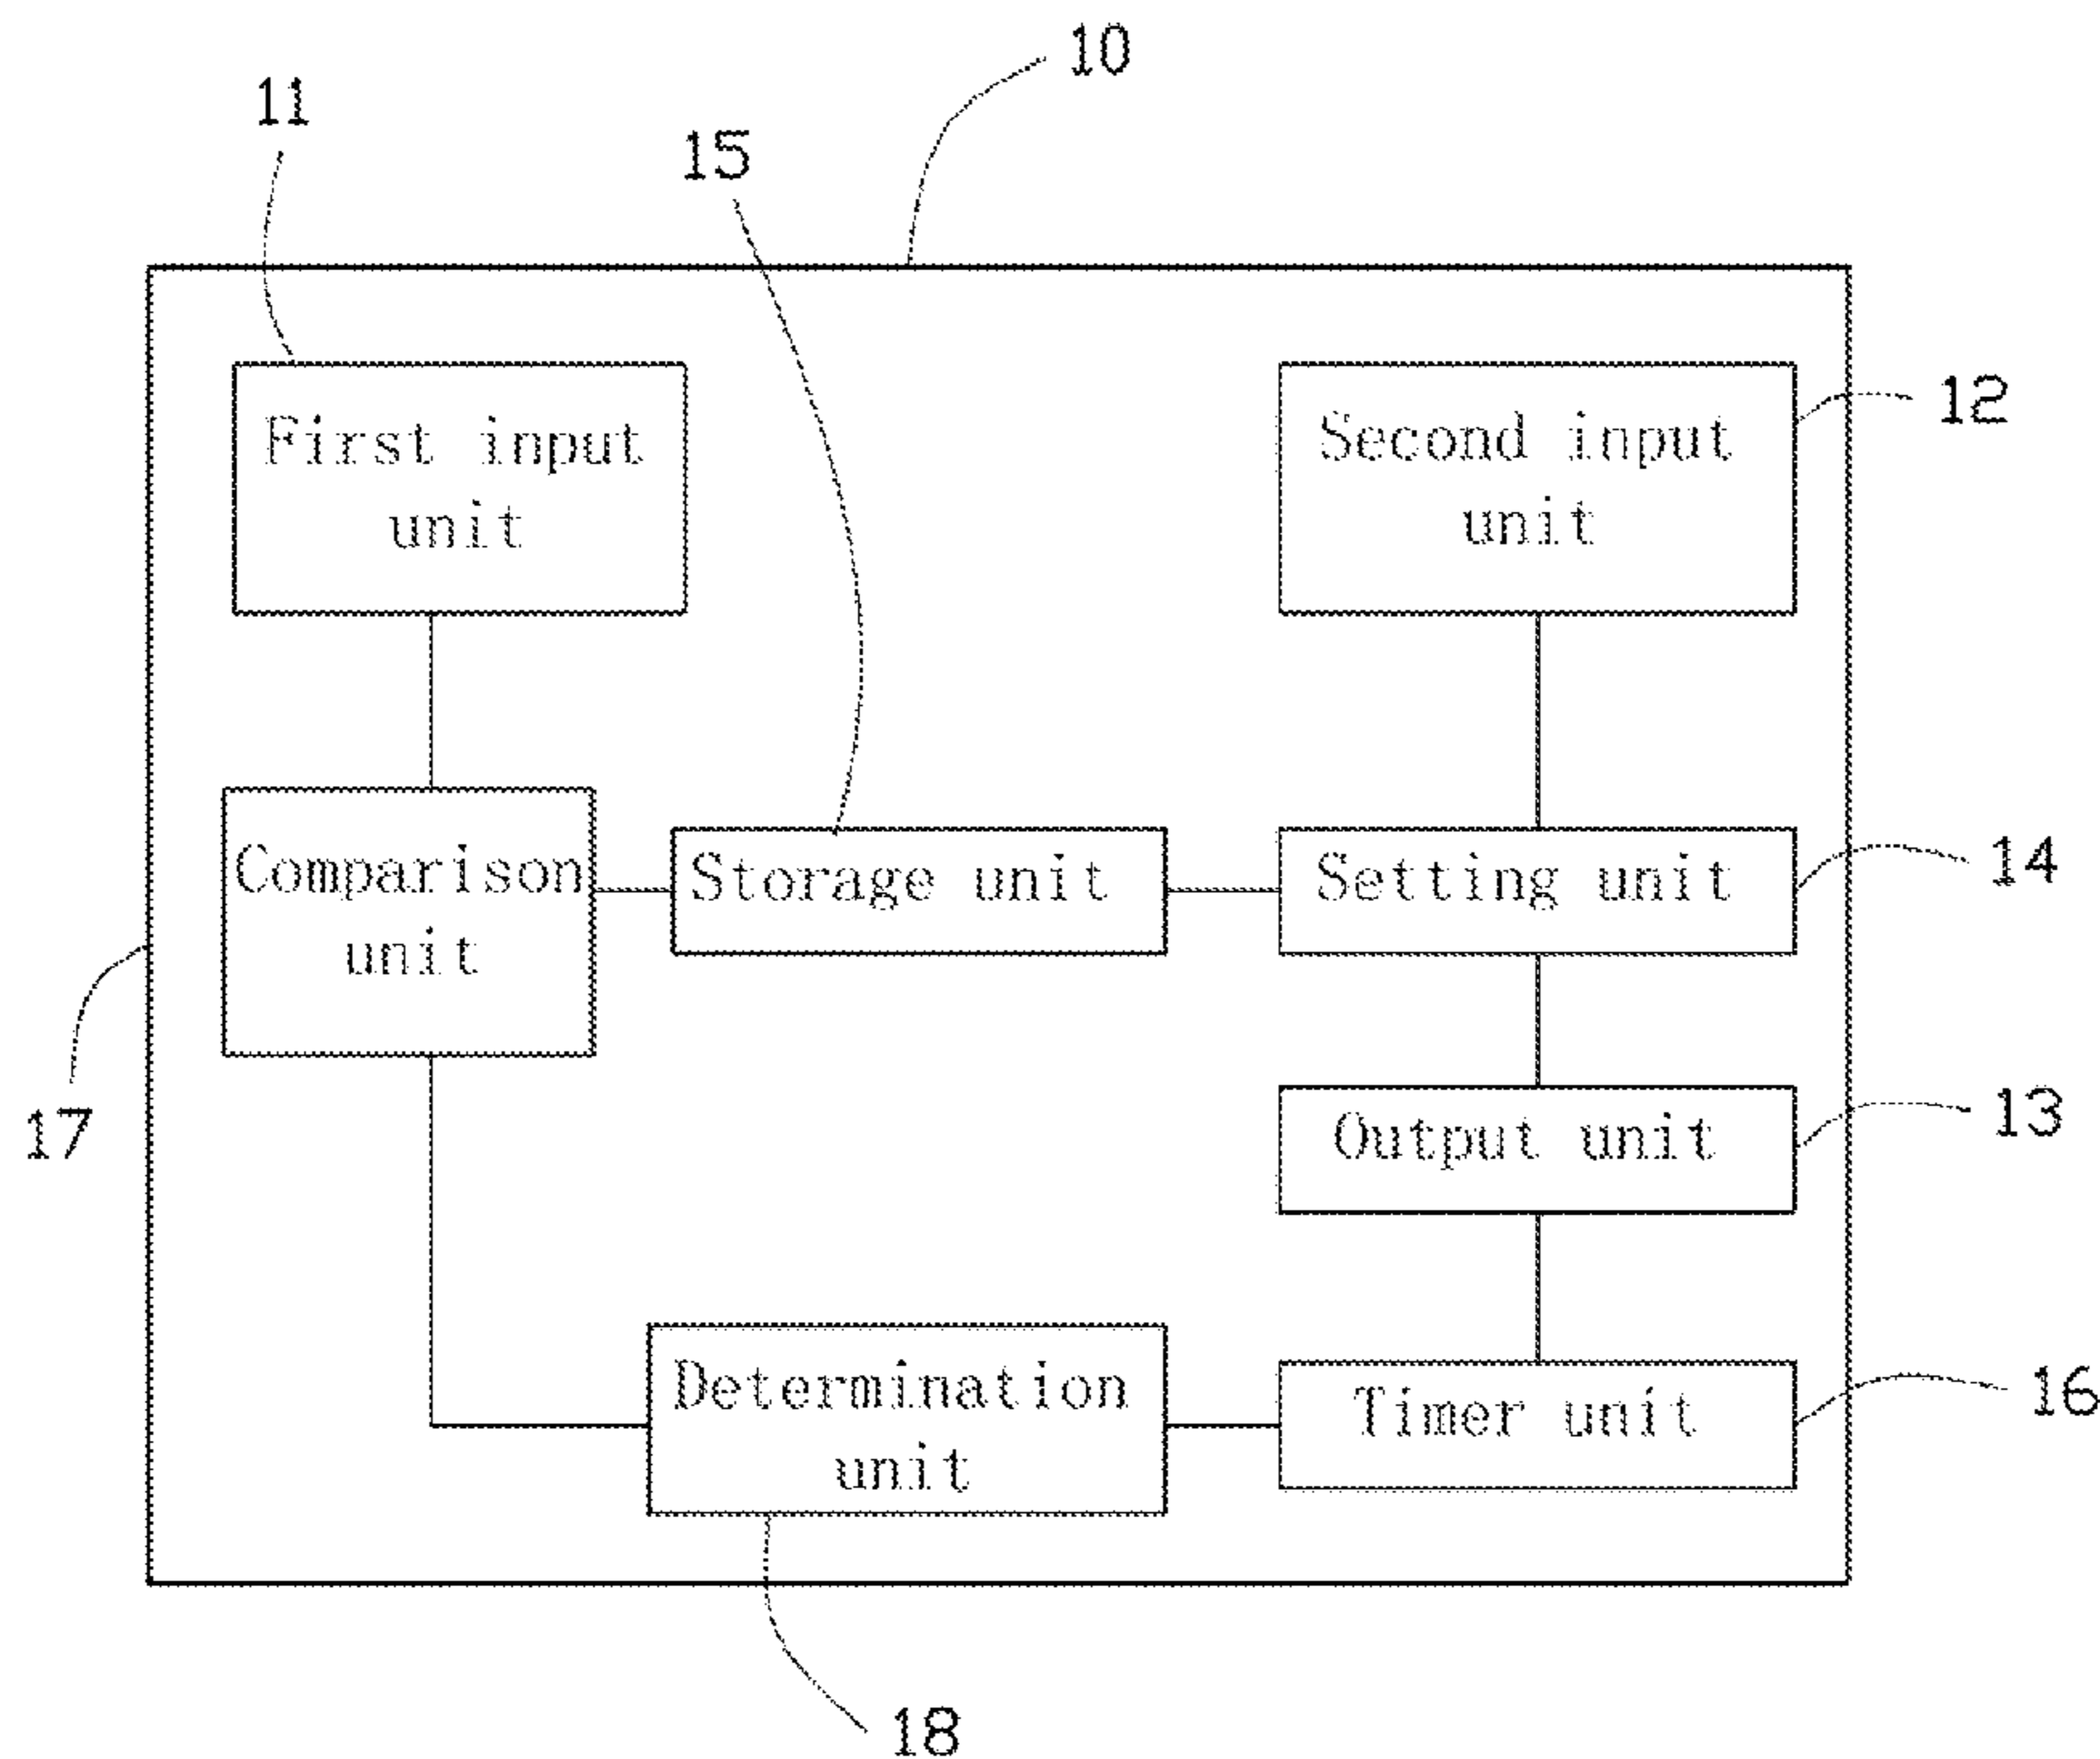 10
11
15
First input
unit
Second input
unit
12
Comparison
unit
Storage unit
Setting unit
14
17
Output unit
13
Determination
unit
Timer unit
16
18